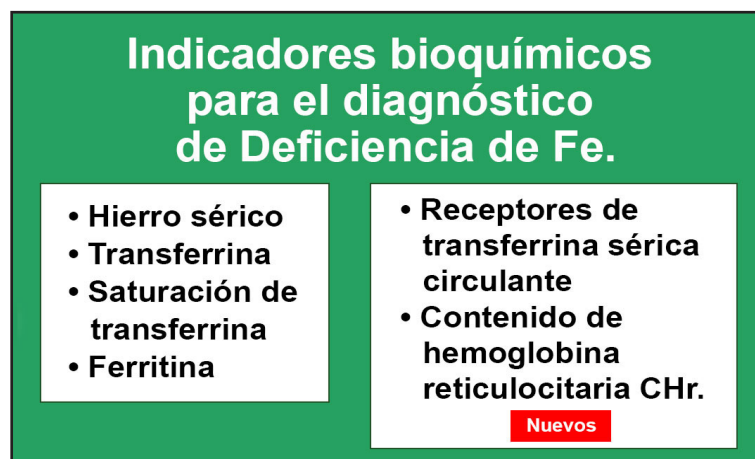 Indicadores bioquímicos
para el diagnóstico
de Deficiencia de Fe.
• Hierro sérico
• Transferrina
• Saturación de
transferrina
• Ferritina
• Receptores de
transferrina sérica
circulante
• Contenido de
hemoglobina
reticulocitaria CHr.
Nuevos